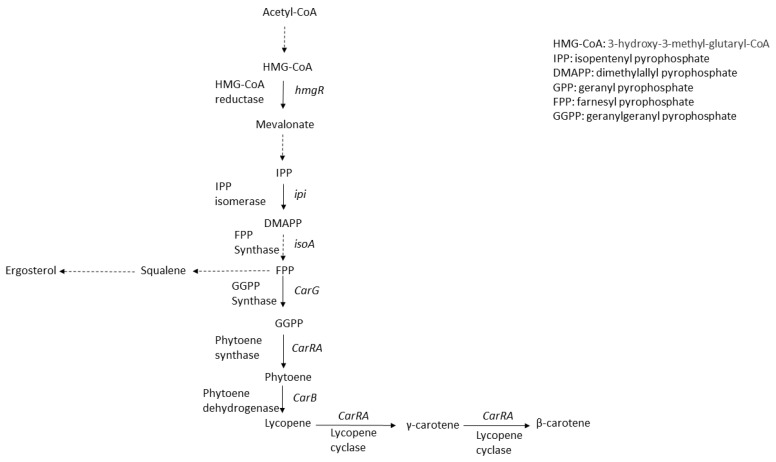 Acetyl-CoA
HMG-CoA: 3-hydroxy-3-methyl-glutaryl-CoA
IPP: isopentenyl pyrophosphate
DMAPP: dimethylallyl pyrophosphate
GPP: geranyl pyrophosphate
FPP: farnesyl pyrophosphate
GGPP: geranylgeranyl pyrophosphate
HMG-CoA
HMG-CoA
reductase
hmgR
Mevalonate
IPP
IPP
isomerase
ipi
DMAPP
FPP
Synthase
isoA
Ergosterol
Squalene
FPP
GGPP
Synthase
CarG
GGPP
Phytoene
synthase
CarRA
Phytoene
Phytoene
dehydrogenase
CarB
Lycopene
CarRA
Lycopene
cyclase
γ-carotene
CarRA
Lycopene
cyclase
β-carotene